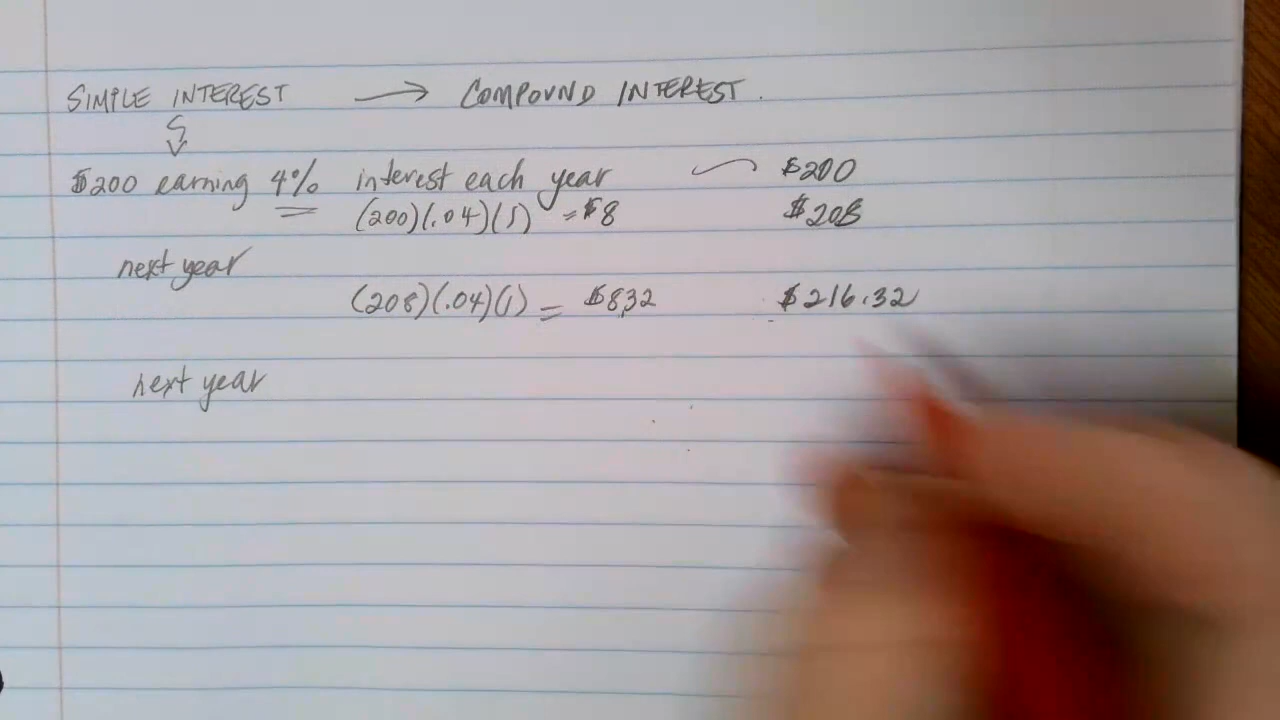 SIMPLE INTEREST → COMPOUND INTEREST.
$200 earning 4% interest each year $200
(200)(.04)(1) = $8 $208
next year
(208)(.04)(1) = $8.32 $216.32
next year